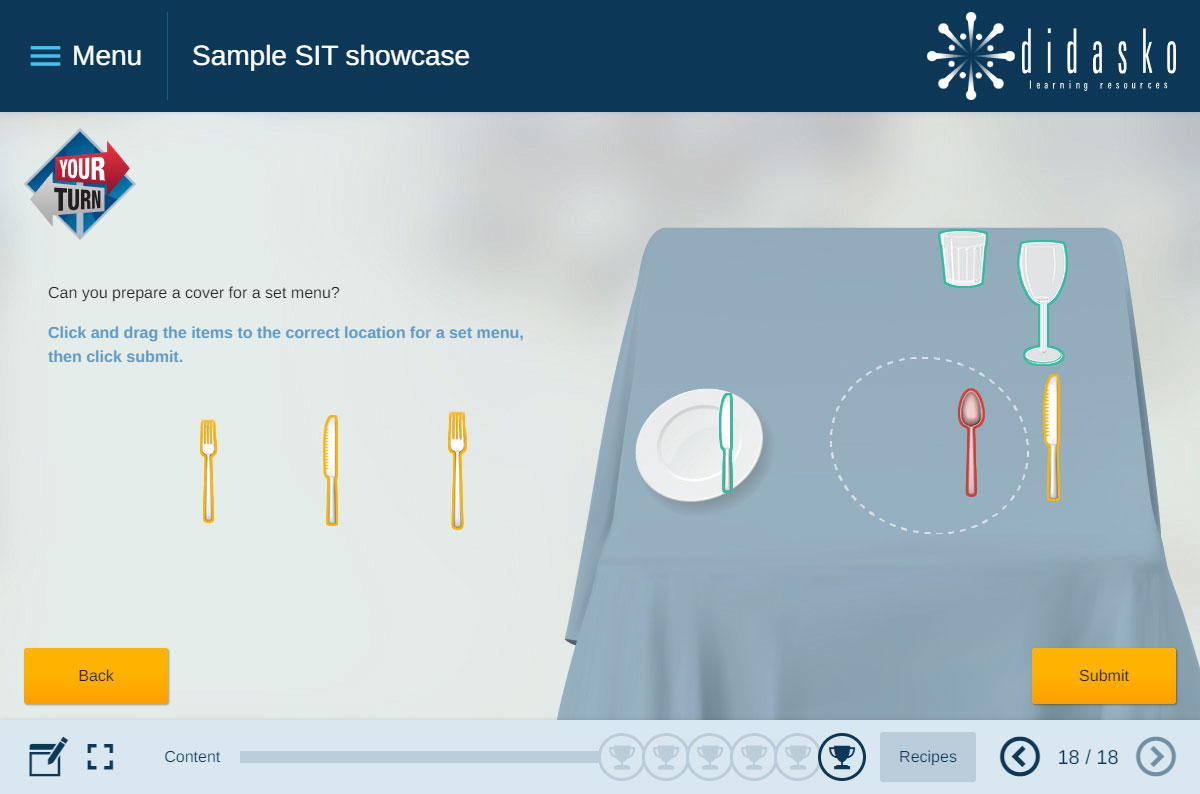 Menu
Sample SIT showcase
didasko
learning resources
YOUR
TURN
Can you prepare a cover for a set menu?
Click and drag the items to the correct location for a set menu,
then click submit.
Back
Submit
Content
Recipes
18 / 18